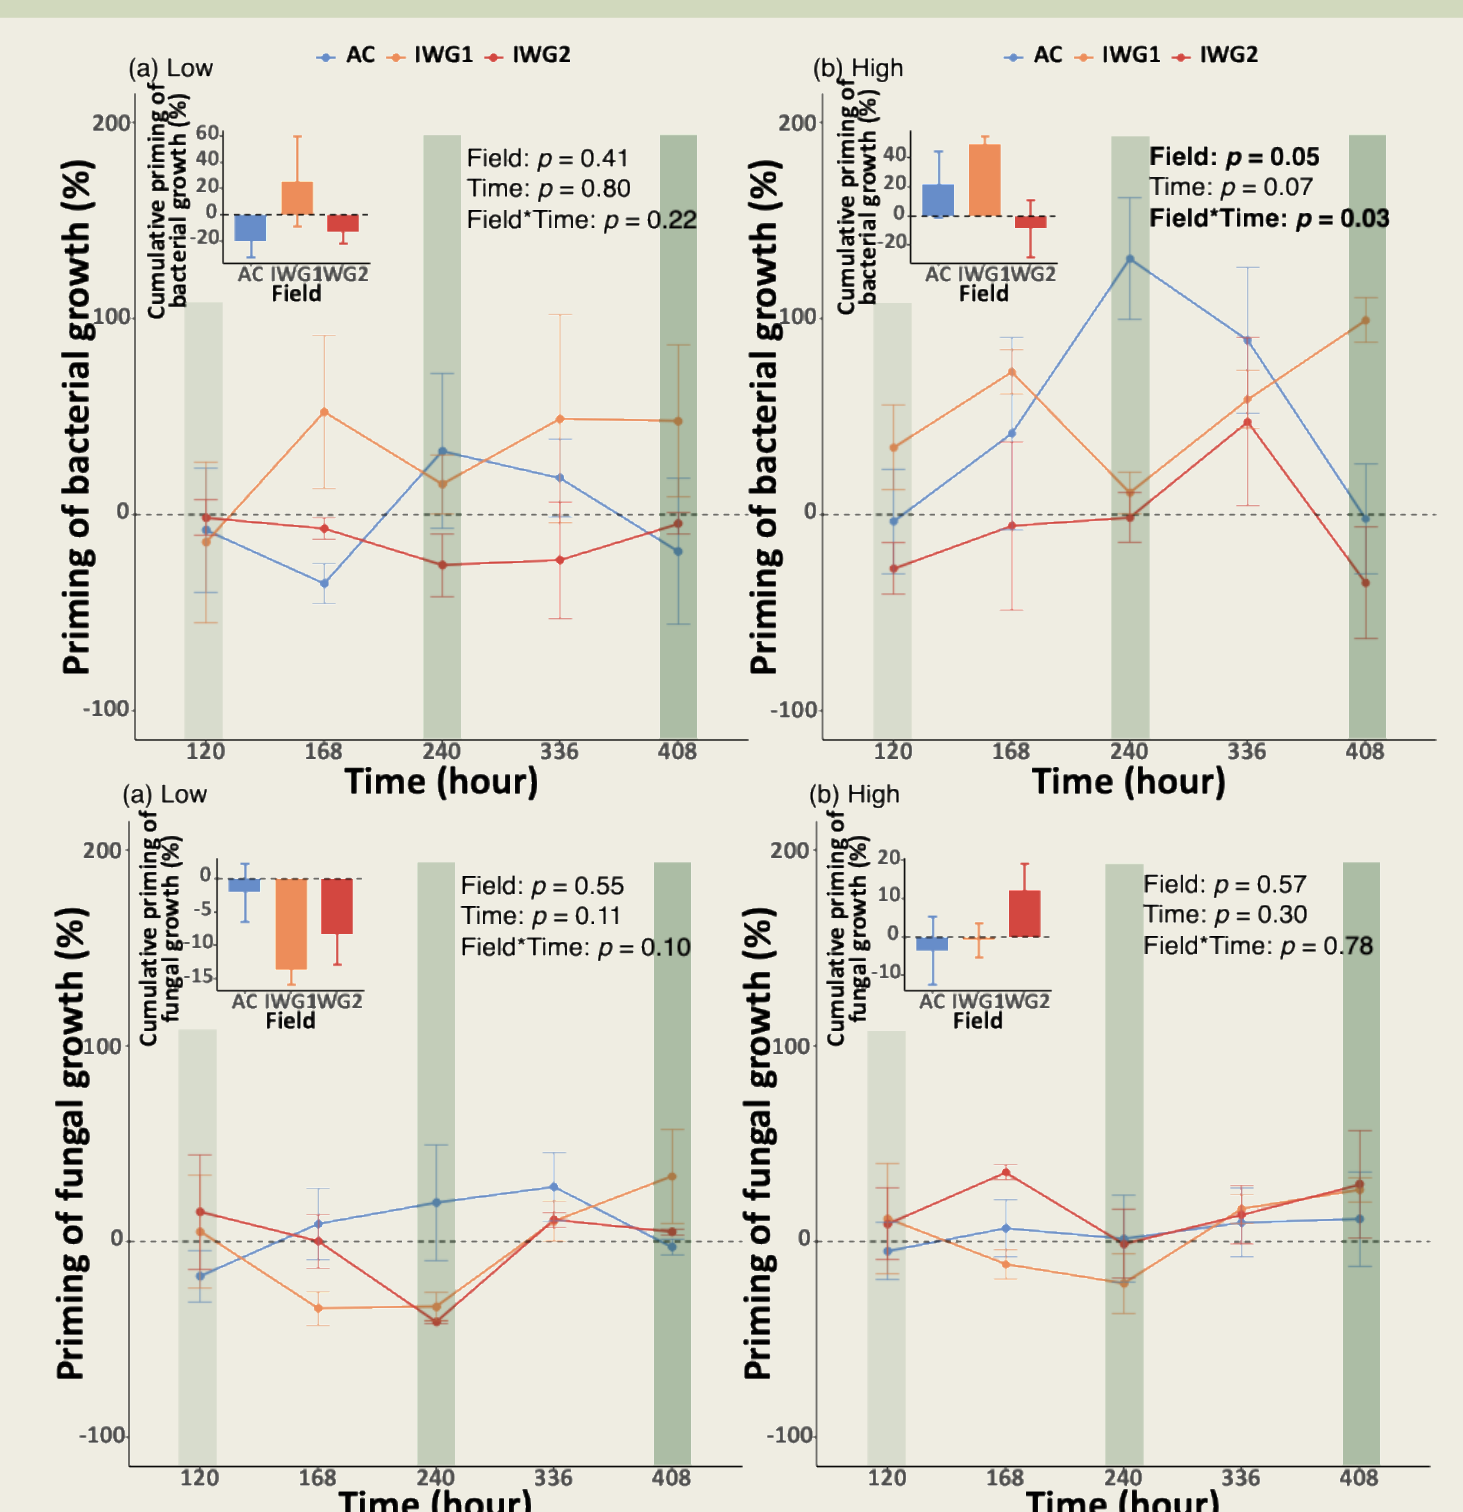 AC IWG1 IWG2
(a) Low
Cumulative priming of
bacterial growth (%)
60
40
20
0
-20
AC IWG1 IWG2
Field
Field: p = 0.41
Time: p = 0.80
Field*Time: p = 0.22
Priming of bacterial growth (%)
200
100
0
-100
120 168 240 336 408
Time (hour)
AC IWG1 IWG2
(b) High
Cumulative priming of
bacterial growth (%)
40
20
0
-20
AC IWG1 IWG2
Field
Field: p = 0.05
Time: p = 0.07
Field*Time: p = 0.03
Priming of bacterial growth (%)
200
100
0
-100
120 168 240 336 408
Time (hour)
(a) Low
Cumulative priming of
fungal growth (%)
0
-5
-10
-15
AC IWG1 IWG2
Field
Field: p = 0.55
Time: p = 0.11
Field*Time: p = 0.10
Priming of fungal growth (%)
200
100
0
-100
120 168 240 336 408
Time (hour)
(b) High
Cumulative priming of
fungal growth (%)
20
10
0
-10
AC IWG1 IWG2
Field
Field: p = 0.57
Time: p = 0.30
Field*Time: p = 0.78
Priming of fungal growth (%)
200
100
0
-100
120 168 240 336 408
Time (hour)